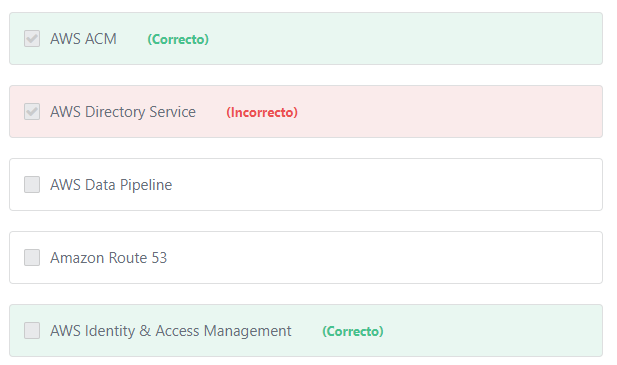 AWS ACM (Correcto)
AWS Directory Service (Incorrecto)
AWS Data Pipeline
Amazon Route 53
AWS Identity & Access Management (Correcto)